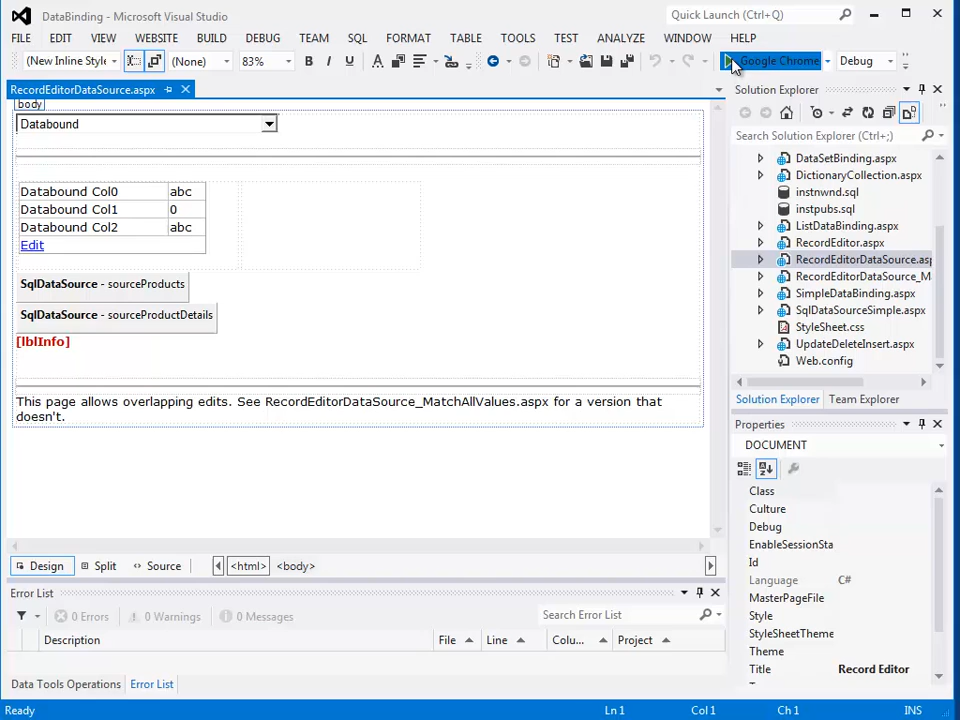 DataBinding - Microsoft Visual Studio
Quick Launch (Ctrl+Q)
FILE EDIT VIEW WEBSITE BUILD DEBUG TEAM SQL FORMAT TABLE TOOLS TEST ANALYZE WINDOW HELP
(New Inline Style (None) 83% B I U A Google Chrome Debug
RecordEditorDataSource.aspx
Solution Explorer
body
Databound
Search Solution Explorer (Ctrl+;)
DataSetBinding.aspx
DictionaryCollection.aspx
instnwnd.sql
instpubs.sql
ListDataBinding.aspx
RecordEditor.aspx
RecordEditorDataSource.asp
RecordEditorDataSource_M
SimpleDataBinding.aspx
SqlDataSourceSimple.aspx
StyleSheet.css
UpdateDeleteInsert.aspx
Web.config
Databound Col0 abc
Databound Col1 0
Databound Col2 abc
Edit
SqlDataSource - sourceProducts
SqlDataSource - sourceProductDetails
[lblInfo]
This page allows overlapping edits. See RecordEditorDataSource_MatchAllValues.aspx for a version that
doesn't.
Solution Explorer Team Explorer
Properties
DOCUMENT
Class
Culture
Debug
EnableSessionSta
Id
Language C#
MasterPageFile
Style
StyleSheetTheme
Theme
Title Record Editor
Design Split Source <html> <body>
Error List
0 Errors 0 Warnings 0 Messages Search Error List
Description File Line Colu... Project
Data Tools Operations Error List
Ready Ln 1 Col 1 Ch 1 INS